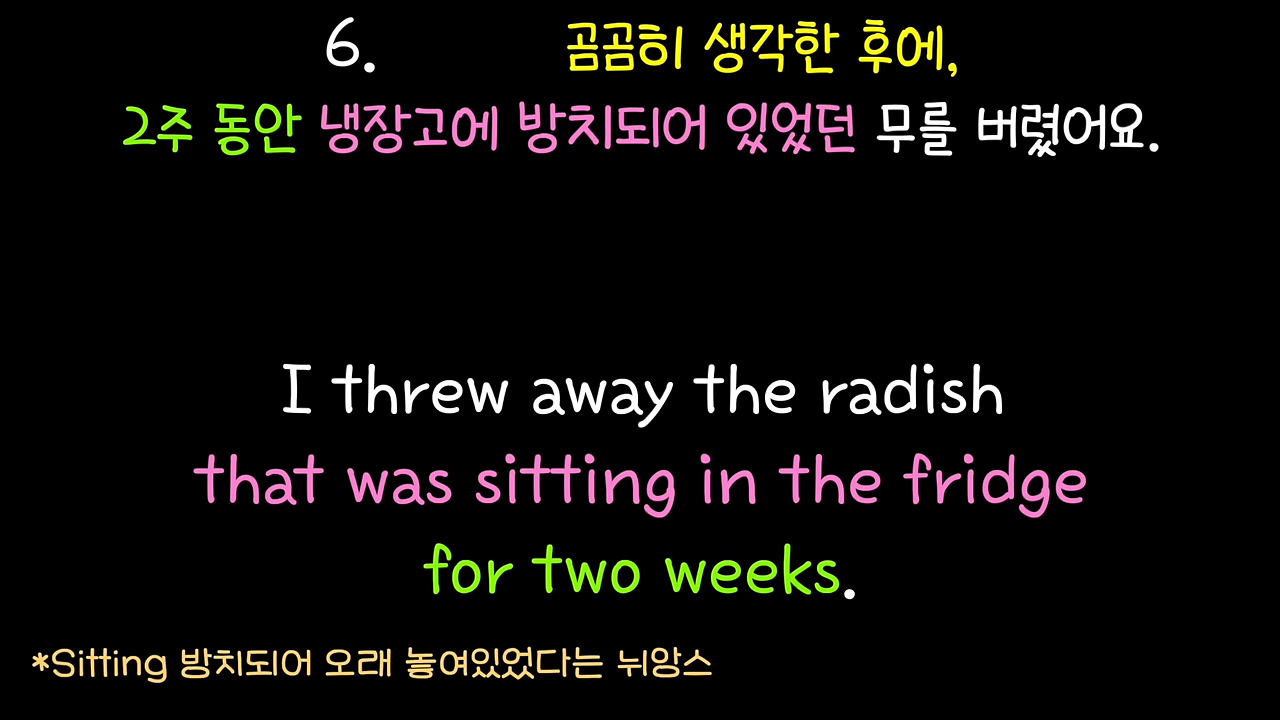 6. 곰곰히 생각한 후에,
2주 동안 냉장고에 방치되어 있었던 무를 버렸어요.
I threw away the radish
that was sitting in the fridge
for two weeks.
*Sitting 방치되어 오래 놓여있었다는 뉘앙스